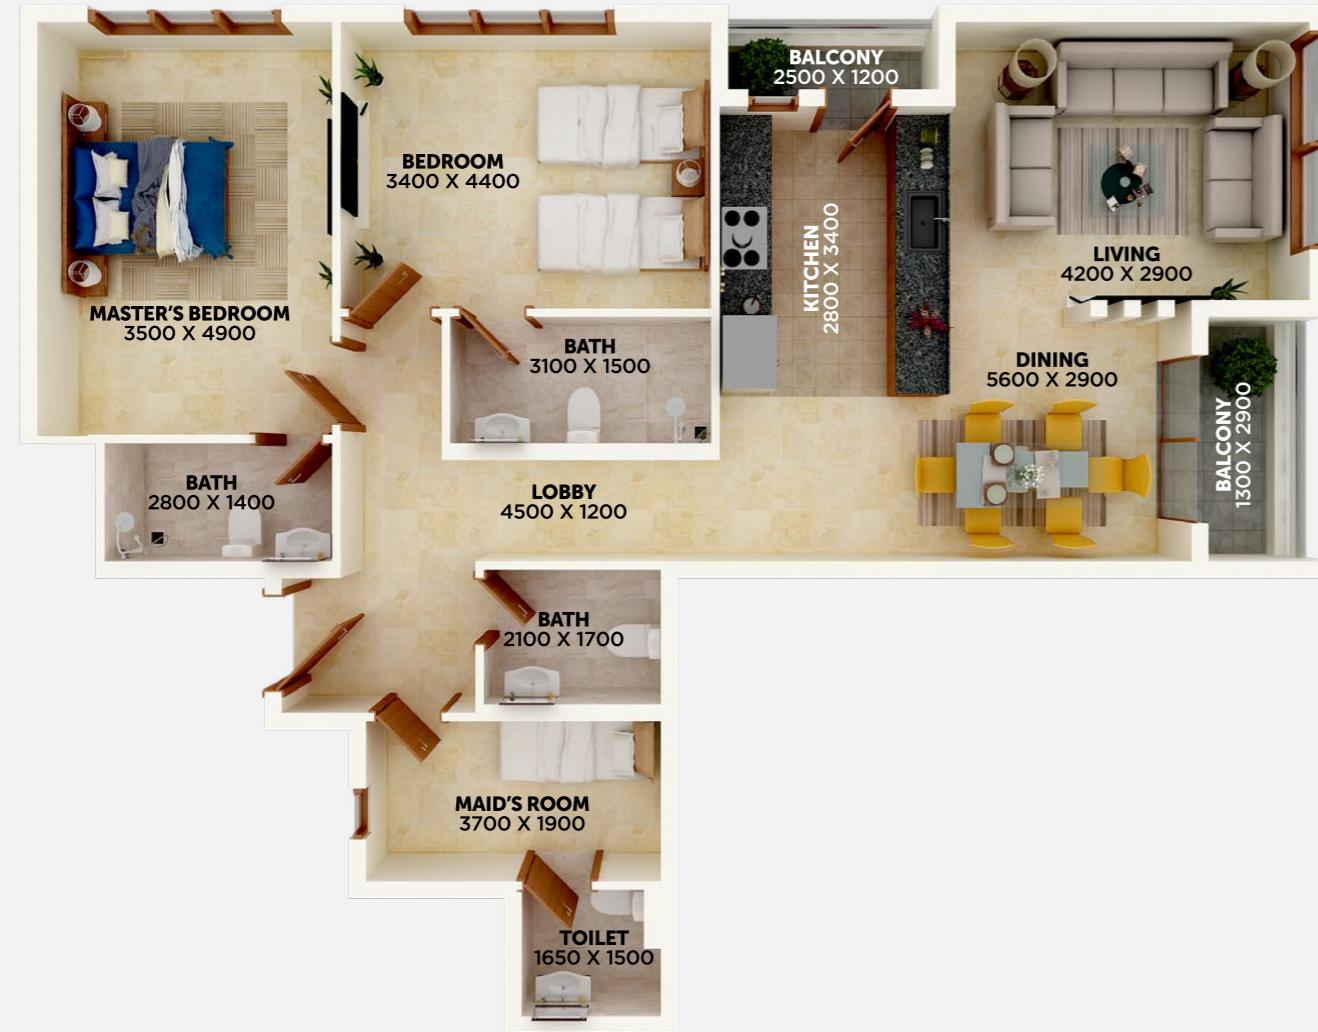 BALCONY
2500 X 1200
BEDROOM
3400 X 4400
KITCHEN
2800 X 3400
LIVING
4200 X 2900
MASTER'S BEDROOM
3500 X 4900
BATH
3100 X 1500
DINING
5600 X 2900
BALCONY
1300 X 2900
BATH
2800 X 1400
LOBBY
4500 X 1200
BATH
2100 X 1700
MAID'S ROOM
3700 X 1900
TOILET
1650 X 1500